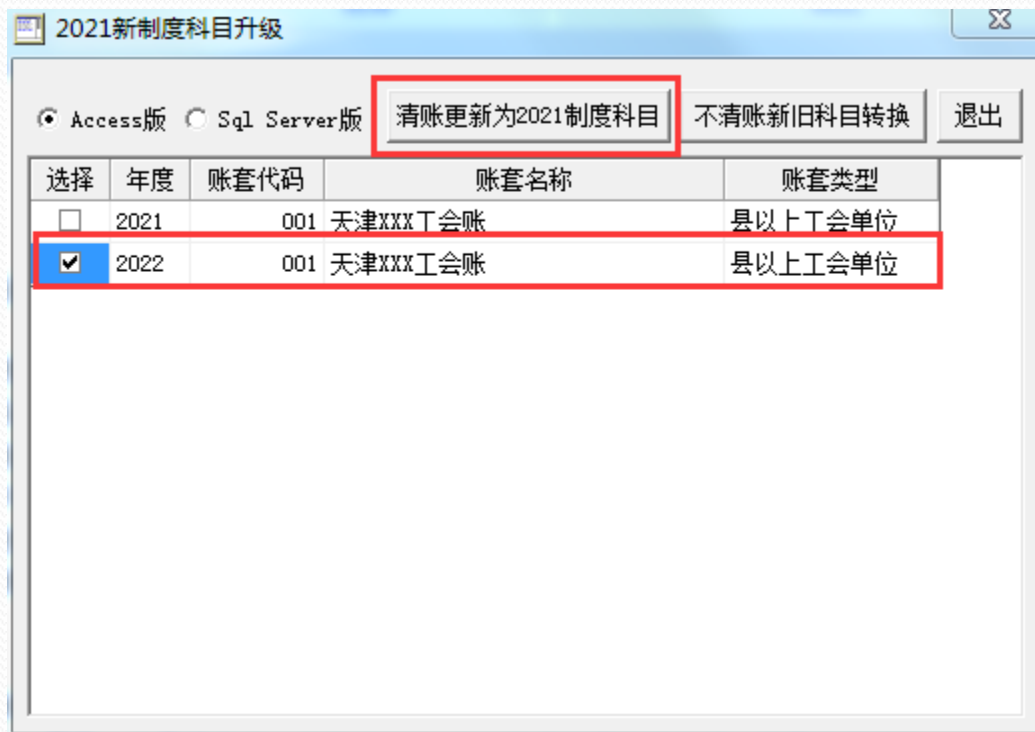 2021新制度科目升级
Access版 Sql Server版 清账更新为2021制度科目 不清账新旧科目转换 退出
选择 年度 账套代码 账套名称 账套类型
2021 001 天津XXX工会账 县以上工会单位
2022 001 天津XXX工会账 县以上工会单位